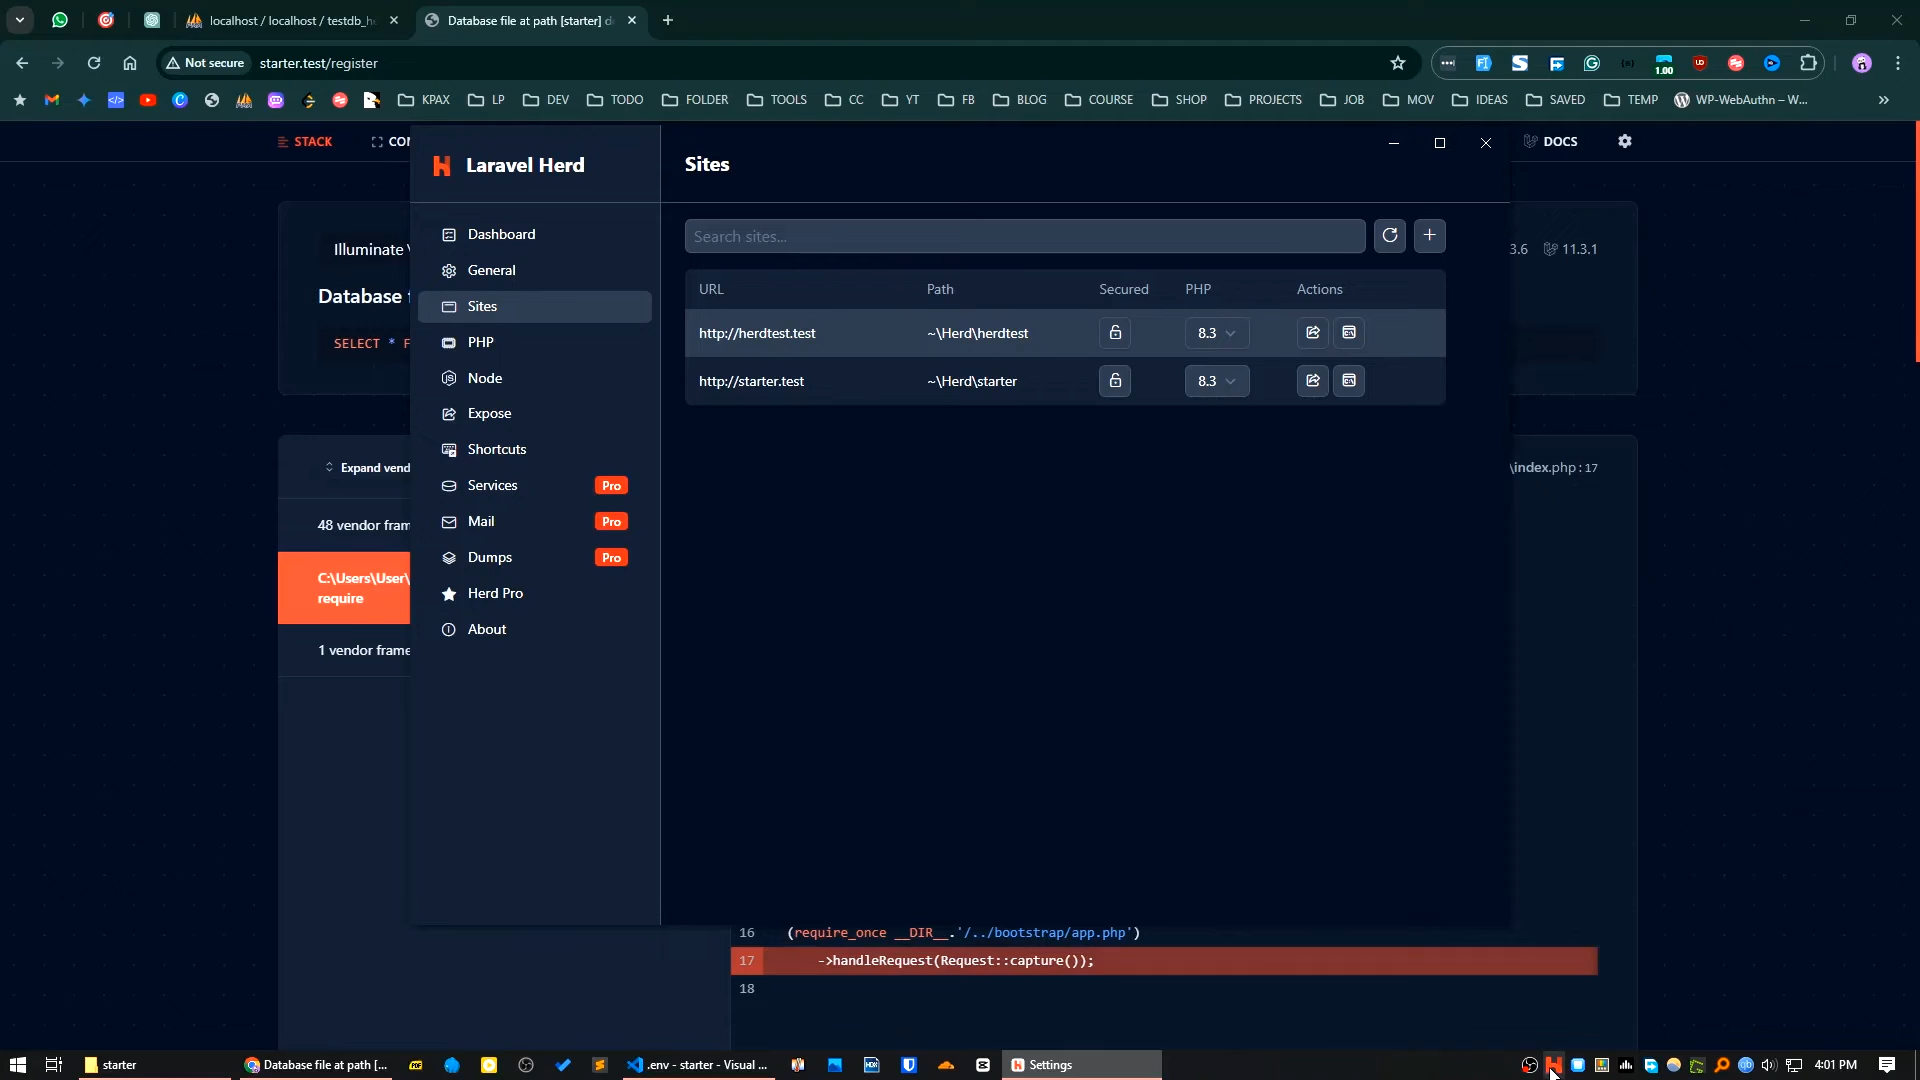 localhost / localhost / testdb_h
Database file at path [starter] d
Not secure
starter.test/register
1.00
KPAX
LP
DEV
TODO
FOLDER
TOOLS
CC
YT
FB
BLOG
COURSE
SHOP
PROJECTS
JOB
MOV
IDEAS
SAVED
TEMP
WP-WebAuthn – W...
STACK
CO
DOCS
Laravel Herd
Sites
Illuminate \
3.6
11.3.1
Database f
SELECT * F
Dashboard
General
Sites
PHP
Node
Expose
Shortcuts
Services Pro
Mail Pro
Dumps Pro
Herd Pro
About
Search sites...
URL Path Secured PHP Actions
http://herdtest.test ~\Herd\herdtest 8.3
http://starter.test ~\Herd\starter 8.3
Expand vend
\index.php:17
48 vendor fram
C:\Users\User\
require
1 vendor frame
16 (require_once __DIR__.'/../bootstrap/app.php')
17 ->handleRequest(Request::capture());
18
starter
Database file at path [...
.env - starter - Visual ...
Settings
4:01 PM